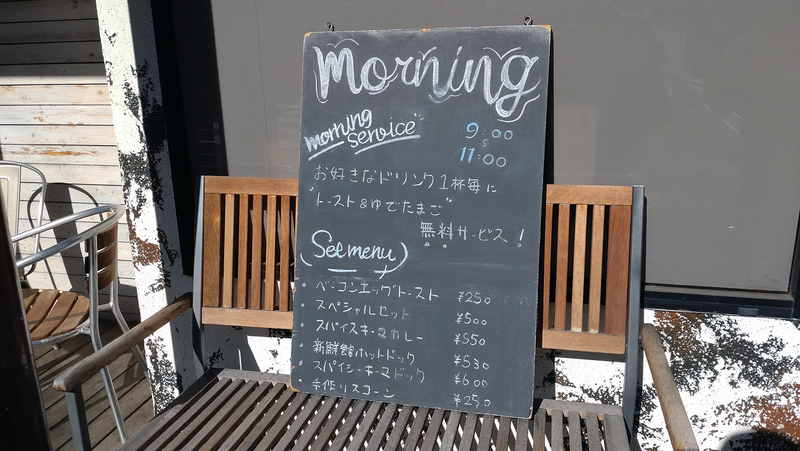 Morning
morning
service
9:00
〜
11:00
お好きなドリンク1杯毎に
"トースト&ゆでたまご"
無料サービス!
Set menu
・ベーコンエッグトースト ¥250
・スペシャルセット ¥500
・スパイスキーマカレー ¥550
・新鮮館ホットドック ¥530
・スパイシーキーマドック ¥600
・手作りスコーン ¥250